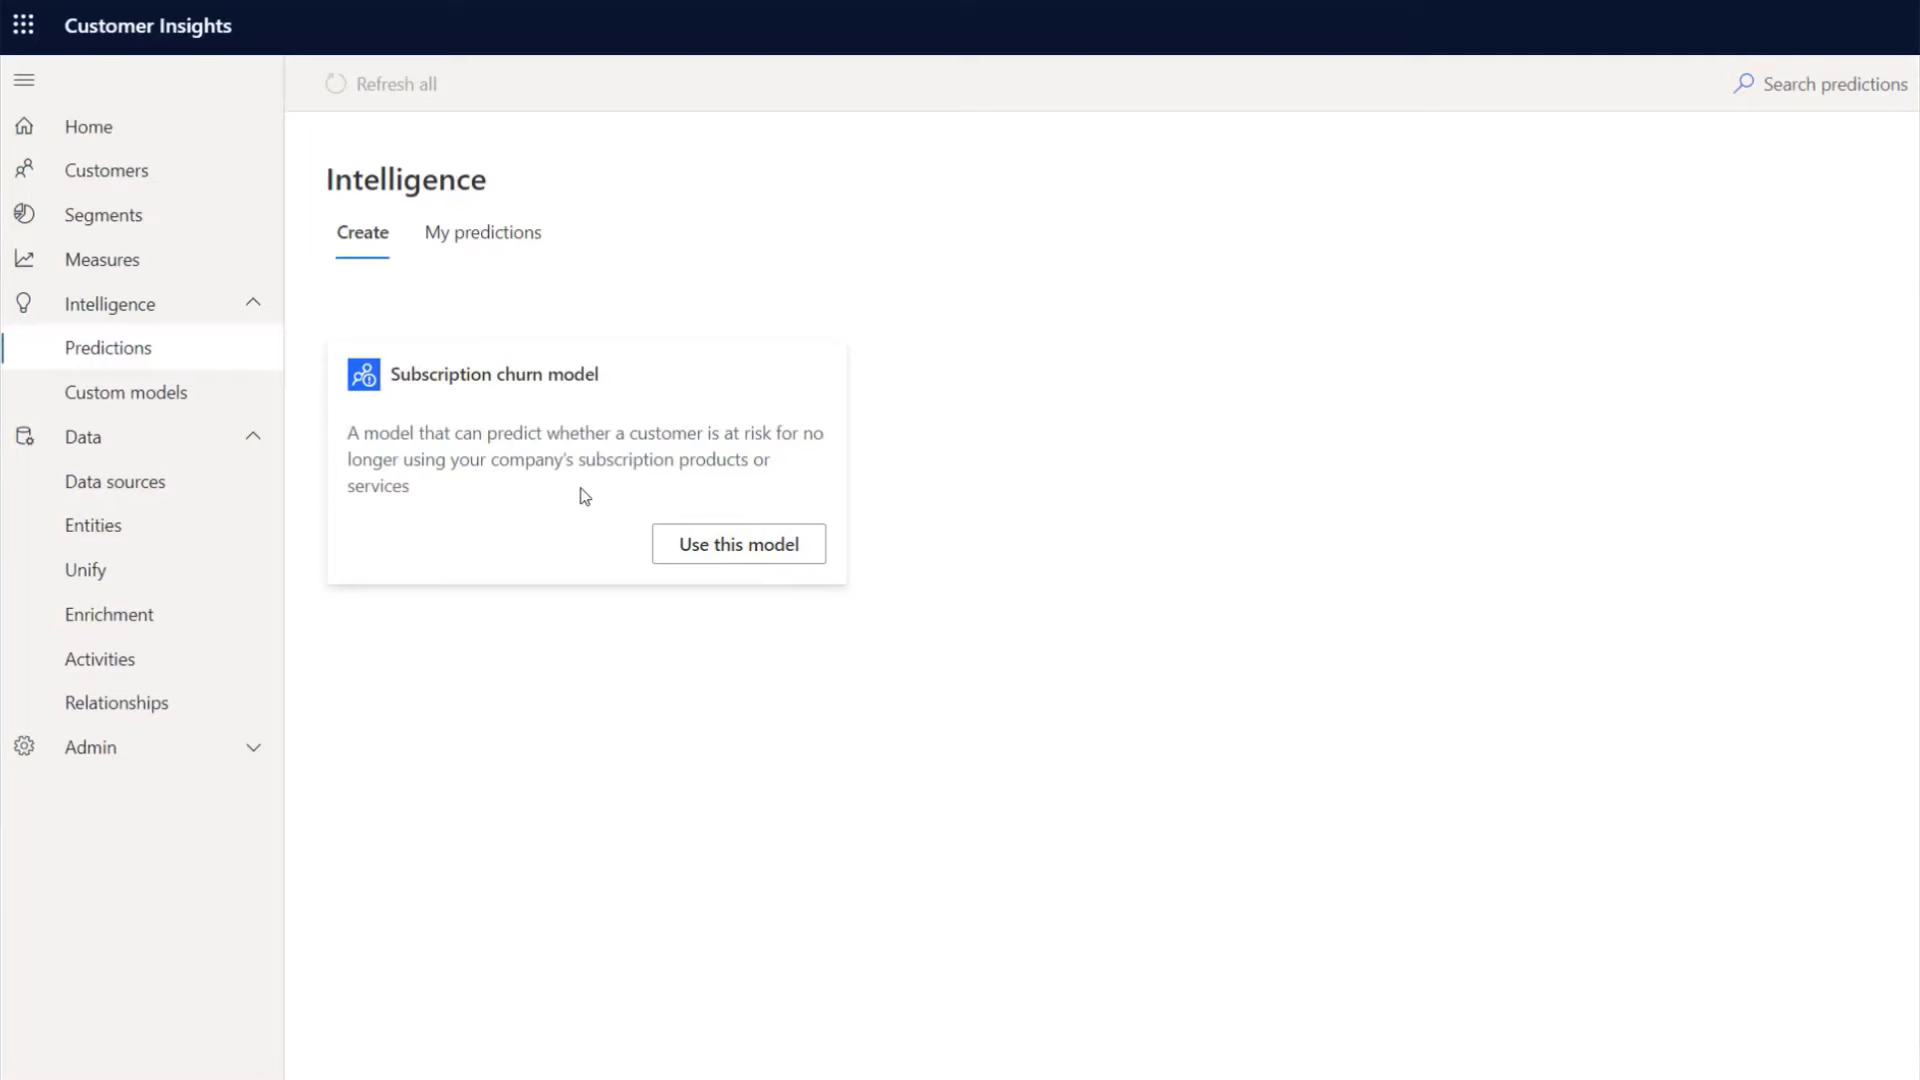 Customer Insights
Refresh all
Search predictions
Home
Customers
Segments
Measures
Intelligence
Predictions
Custom models
Data
Data sources
Entities
Unify
Enrichment
Activities
Relationships
Admin
Intelligence
Create
My predictions
Subscription churn model
A model that can predict whether a customer is at risk for no
longer using your company's subscription products or
services
Use this model